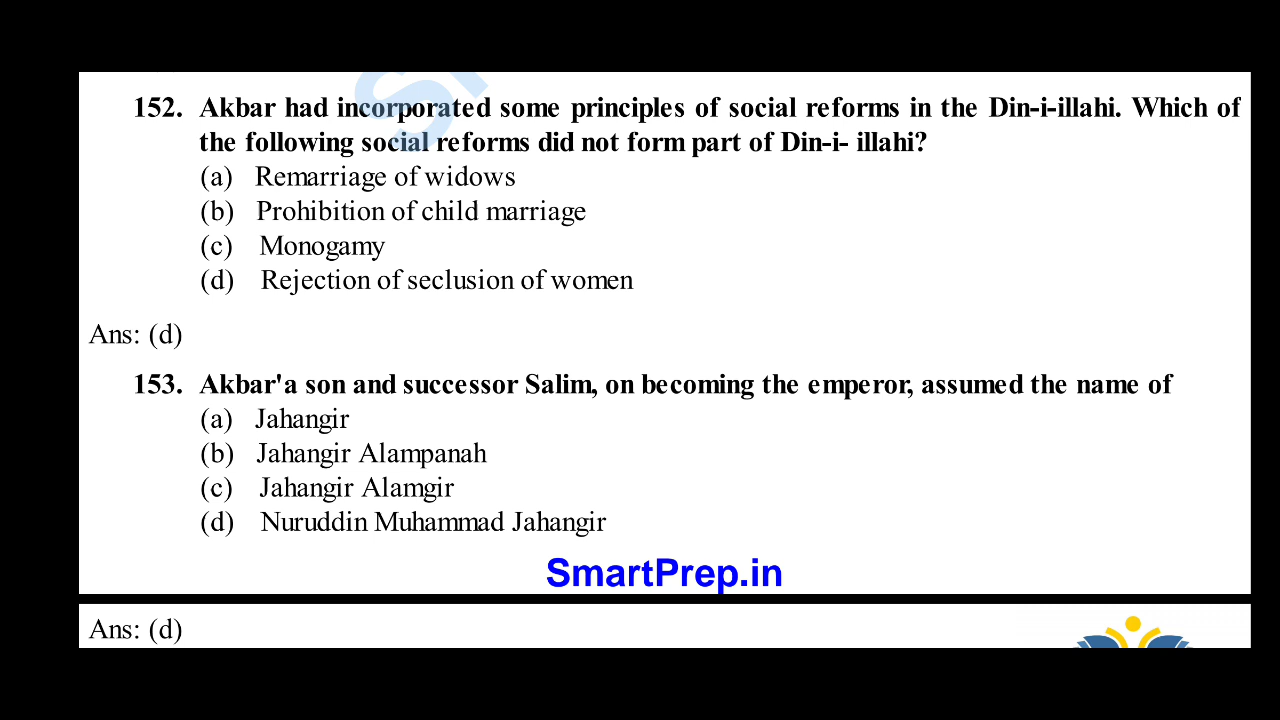 152. Akbar had incorporated some principles of social reforms in the Din-i-illahi. Which of
the following social reforms did not form part of Din-i- illahi?
(a) Remarriage of widows
(b) Prohibition of child marriage
(c) Monogamy
(d) Rejection of seclusion of women
Ans: (d)
153. Akbar'a son and successor Salim, on becoming the emperor, assumed the name of
(a) Jahangir
(b) Jahangir Alampanah
(c) Jahangir Alamgir
(d) Nuruddin Muhammad Jahangir
SmartPrep.in
Ans: (d)